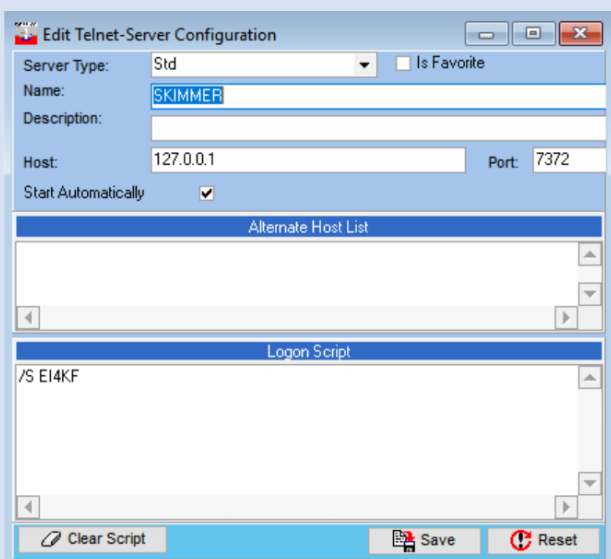 Edit Telnet-Server Configuration
Server Type: Std Is Favorite
Name: SKIMMER
Description:
Host: 127.0.0.1 Port: 7372
Start Automatically
Alternate Host List
Logon Script
/S EI4KF
Clear Script Save Reset